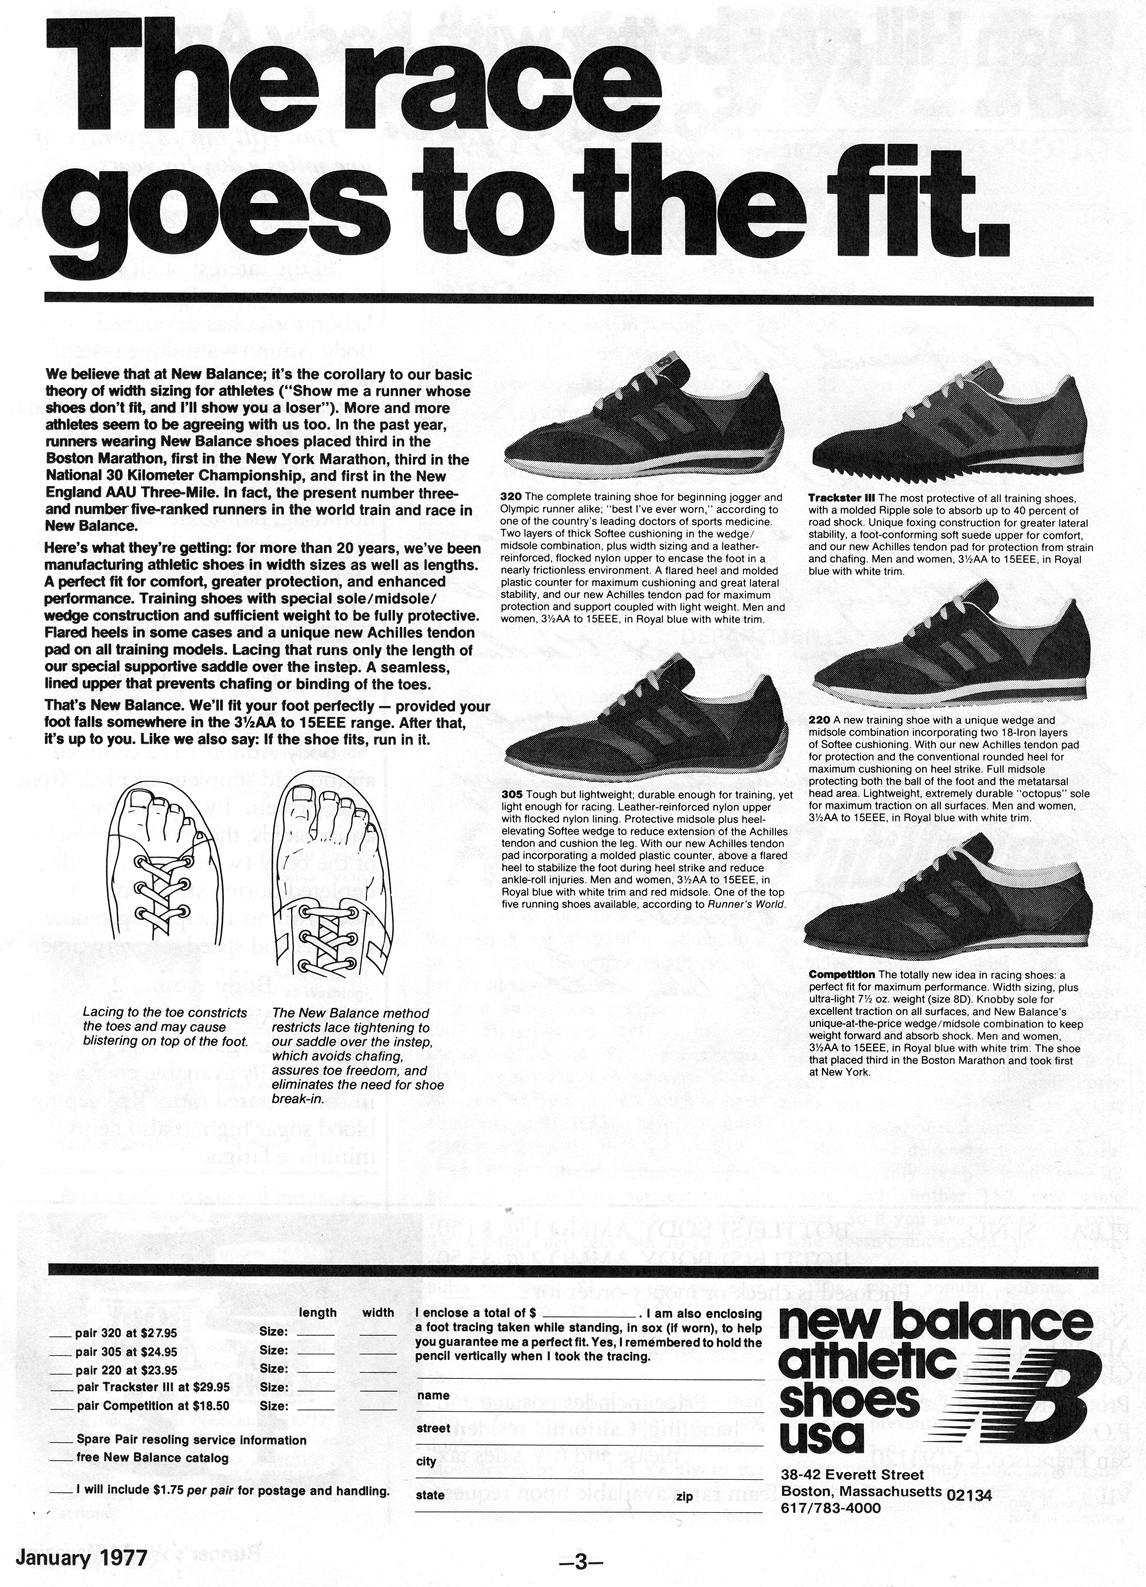 The race
goes to the fit.
We believe that at New Balance; it's the corollary to our basic
theory of width sizing for athletes ("Show me a runner whose
shoes don't fit, and I'll show you a loser"). More and more
athletes seem to be agreeing with us too. In the past year,
runners wearing New Balance shoes placed third in the
Boston Marathon, first in the New York Marathon, third in the
National 30 Kilometer Championship, and first in the New
England AAU Three-Mile. In fact, the present number three-
and number five-ranked runners in the world train and race in
New Balance.
Here's what they're getting: for more than 20 years, we've been
manufacturing athletic shoes in width sizes as well as lengths.
A perfect fit for comfort, greater protection, and enhanced
performance. Training shoes with special sole/midsole/
wedge construction and sufficient weight to be fully protective.
Flared heels in some cases and a unique new Achilles tendon
pad on all training models. Lacing that runs only the length of
our special supportive saddle over the instep. A seamless,
lined upper that prevents chafing or binding of the toes.
That's New Balance. We'll fit your foot perfectly — provided your
foot falls somewhere in the 3½AA to 15EEE range. After that,
it's up to you. Like we also say: If the shoe fits, run in it.
Lacing to the toe constricts
the toes and may cause
blistering on top of the foot.
The New Balance method
restricts lace tightening to
our saddle over the instep,
which avoids chafing,
assures toe freedom, and
eliminates the need for shoe
break-in.
320 The complete training shoe for beginning jogger and
Olympic runner alike; "best I've ever worn," according to
one of the country's leading doctors of sports medicine.
Two layers of thick Softee cushioning in the wedge/
midsole combination, plus width sizing and a leather-
reinforced, flocked nylon upper to encase the foot in a
nearly frictionless environment. A flared heel and molded
plastic counter for maximum cushioning and great lateral
stability, and our new Achilles tendon pad for maximum
protection and support coupled with light weight. Men and
women, 3½AA to 15EEE, in Royal blue with white trim.
305 Tough but lightweight; durable enough for training, yet
light enough for racing. Leather-reinforced nylon upper
with flocked nylon lining. Protective midsole plus heel-
elevating Softee wedge to reduce extension of the Achilles
tendon and cushion the leg. With our new Achilles tendon
pad incorporating a molded plastic counter, above a flared
heel to stabilize the foot during heel strike and reduce
ankle-roll injuries. Men and women, 3½AA to 15EEE, in
Royal blue with white trim and red midsole. One of the top
five running shoes available, according to Runner's World.
Trackster III The most protective of all training shoes,
with a molded Ripple sole to absorb up to 40 percent of
road shock. Unique foxing construction for greater lateral
stability, a foot-conforming soft suede upper for comfort,
and our new Achilles tendon pad for protection from strain
and chafing. Men and women, 3½AA to 15EEE, in Royal
blue with white trim.
220 A new training shoe with a unique wedge and
midsole combination incorporating two 18-Iron layers
of Softee cushioning. With our new Achilles tendon pad
for protection and the conventional rounded heel for
maximum cushioning on heel strike. Full midsole
protecting both the ball of the foot and the metatarsal
head area. Lightweight, extremely durable "octopus" sole
for maximum traction on all surfaces. Men and women,
3½AA to 15EEE, in Royal blue with white trim.
Competition The totally new idea in racing shoes: a
perfect fit for maximum performance. Width sizing, plus
ultra-light 7½ oz. weight (size 8D). Knobby sole for
excellent traction on all surfaces, and New Balance's
unique-at-the-price wedge/midsole combination to keep
weight forward and absorb shock. Men and women,
3½AA to 15EEE, in Royal blue with white trim. The shoe
that placed third in the Boston Marathon and took first
at New York.
length width
___ pair 320 at $27.95 Size: ____ ____
___ pair 305 at $24.95 Size: ____ ____
___ pair 220 at $23.95 Size: ____ ____
___ pair Trackster III at $29.95 Size: ____ ____
___ pair Competition at $18.50 Size: ____ ____
___ Spare Pair resoling service information
___ free New Balance catalog
___ I will include $1.75 per pair for postage and handling.
I enclose a total of $ ____________ . I am also enclosing
a foot tracing taken while standing, in sox (if worn), to help
you guarantee me a perfect fit. Yes, I remembered to hold the
pencil vertically when I took the tracing.
name
street
city
state zip
new balance
athletic
shoes
usa
NB
38-42 Everett Street
Boston, Massachusetts 02134
617/783-4000
January 1977
—3—